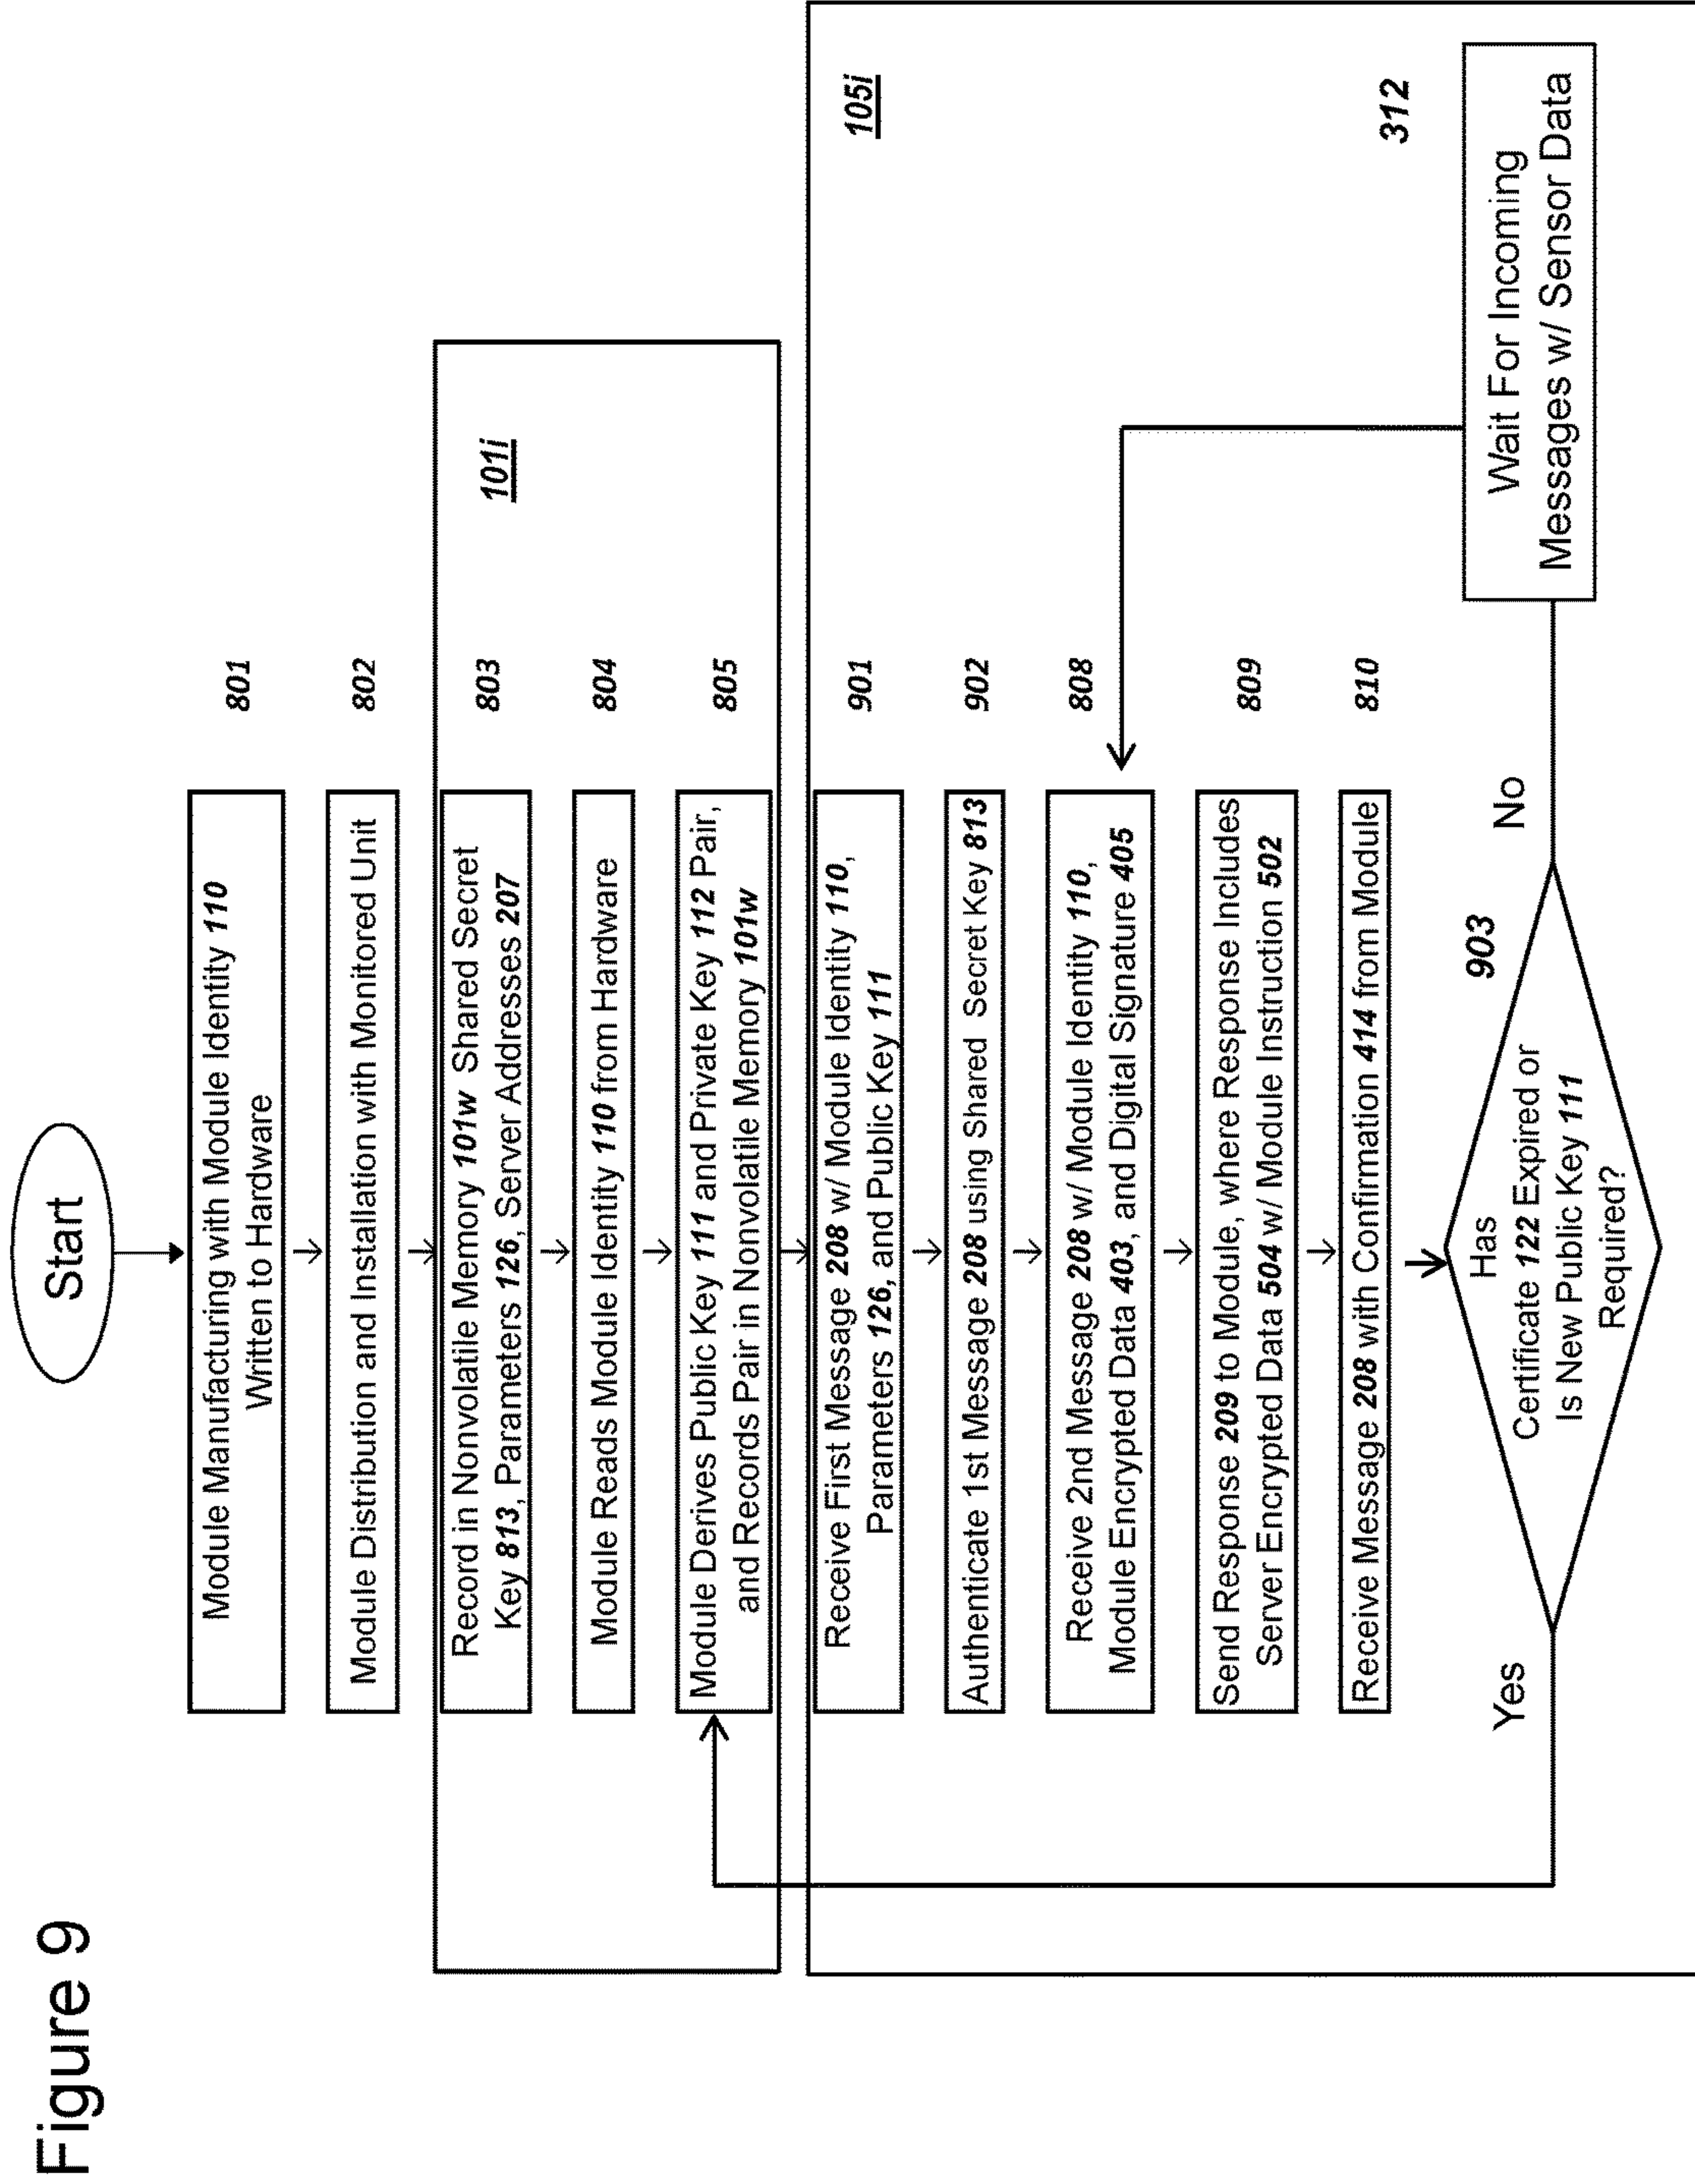 Figure 9
Start
Module Manufacturing with Module Identity 110
Written to Hardware
801
Module Distribution and Installation with Monitored Unit
802
101i
Record in Nonvolatile Memory 101w Shared Secret
Key 813, Parameters 126, Server Addresses 207
803
Module Reads Module Identity 110 from Hardware
804
Module Derives Public Key 111 and Private Key 112 Pair,
and Records Pair in Nonvolatile Memory 101w
805
105i
Receive First Message 208 w/ Module Identity 110,
Parameters 126, and Public Key 111
901
Authenticate 1st Message 208 using Shared Secret Key 813
902
Receive 2nd Message 208 w/ Module Identity 110,
Module Encrypted Data 403, and Digital Signature 405
808
Send Response 209 to Module, where Response Includes
Server Encrypted Data 504 w/ Module Instruction 502
809
Receive Message 208 with Confirmation 414 from Module
810
903
Has
Certificate 122 Expired or
Is New Public Key 111
Required?
Yes
No
312
Wait For Incoming
Messages w/ Sensor Data